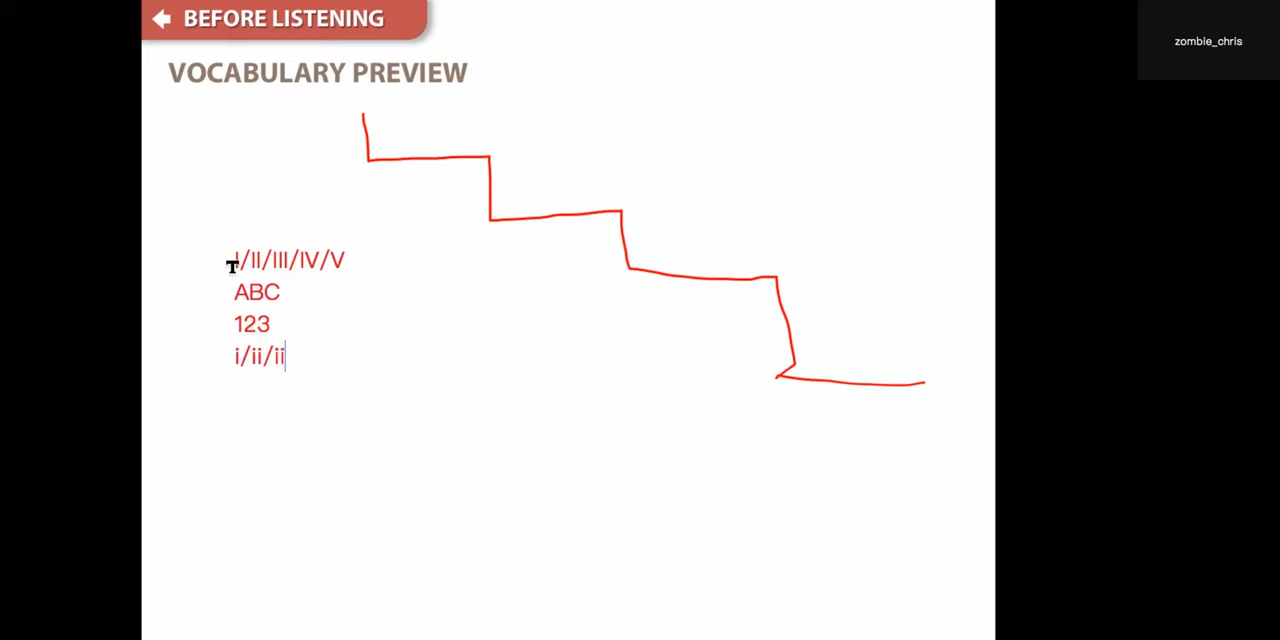 BEFORE LISTENING
zombie_chris
VOCABULARY PREVIEW
I/II/III/IV/V
ABC
123
i/ii/ii